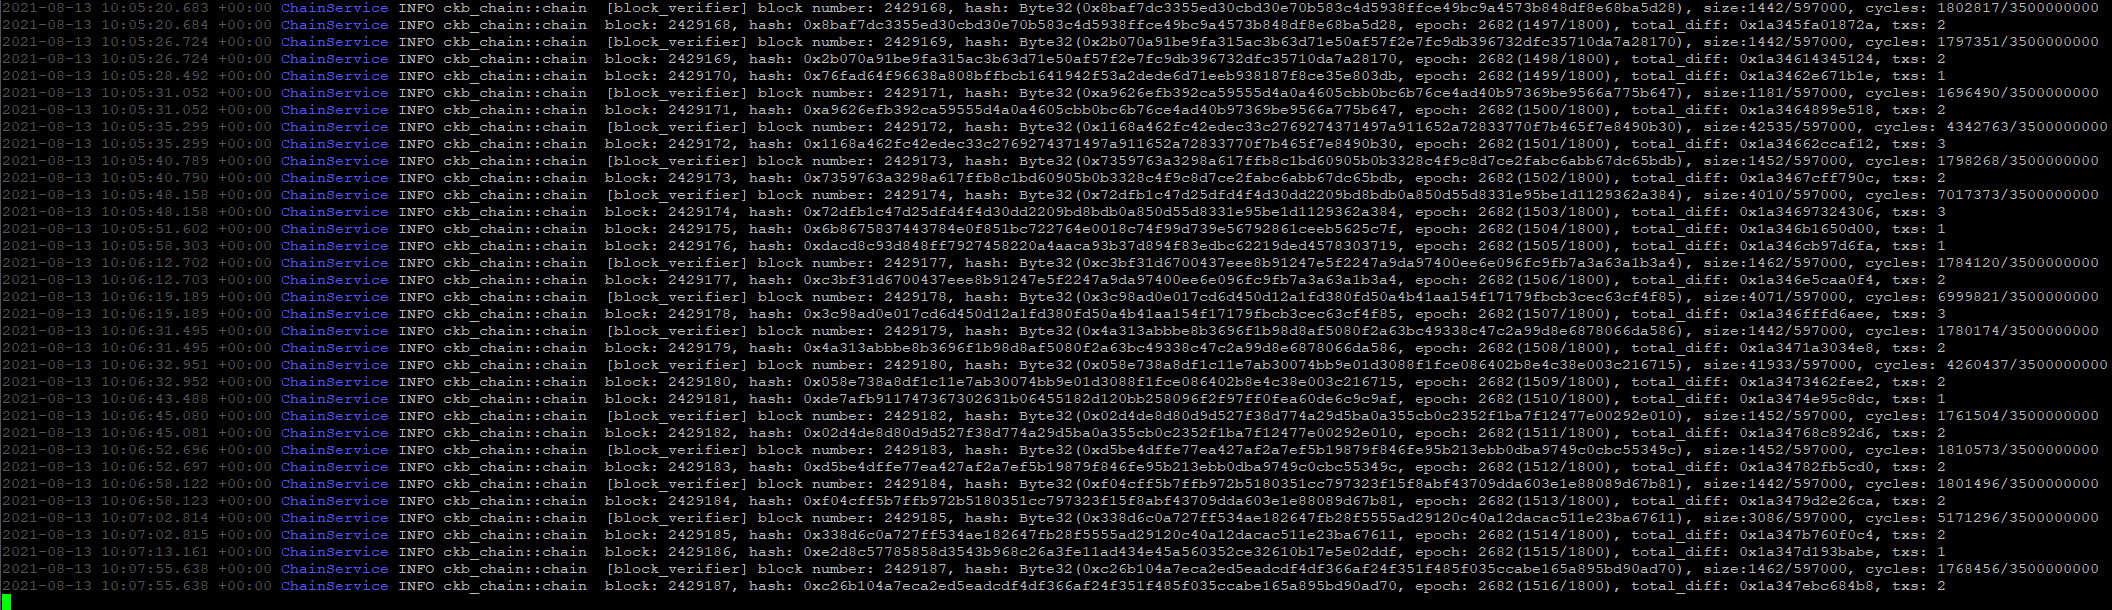 2021-08-13 10:05:20.683 +00:00 ChainService INFO ckb_chain::chain  [block_verifier] block number: 2429168, hash: Byte32(0x8baf7dc3355ed30cbd30e70b583c4d5938ffce49bc9a4573b848df8e68ba5d28), size:1442/597000, cycles: 1802817/3500000000
2021-08-13 10:05:20.684 +00:00 ChainService INFO ckb_chain::chain  block: 2429168, hash: 0x8baf7dc3355ed30cbd30e70b583c4d5938ffce49bc9a4573b848df8e68ba5d28, epoch: 2682(1497/1800), total_diff: 0x1a345fa01872a, txs: 2
2021-08-13 10:05:26.724 +00:00 ChainService INFO ckb_chain::chain  [block_verifier] block number: 2429169, hash: Byte32(0x2b070a91be9fa315ac3b63d71e50af57f2e7fc9db396732dfc35710da7a28170), size:1442/597000, cycles: 1797351/3500000000
2021-08-13 10:05:26.724 +00:00 ChainService INFO ckb_chain::chain  block: 2429169, hash: 0x2b070a91be9fa315ac3b63d71e50af57f2e7fc9db396732dfc35710da7a28170, epoch: 2682(1498/1800), total_diff: 0x1a34614345124, txs: 2
2021-08-13 10:05:28.492 +00:00 ChainService INFO ckb_chain::chain  block: 2429170, hash: 0x76fad64f96638a808bffbcb1641942f53a2dede6d71eeb938187f8ce35e803db, epoch: 2682(1499/1800), total_diff: 0x1a3462e671b1e, txs: 1
2021-08-13 10:05:31.052 +00:00 ChainService INFO ckb_chain::chain  [block_verifier] block number: 2429171, hash: Byte32(0xa9626efb392ca59555d4a0a4605cbb0bc6b76ce4ad40b97369be9566a775b647), size:1181/597000, cycles: 1696490/3500000000
2021-08-13 10:05:31.052 +00:00 ChainService INFO ckb_chain::chain  block: 2429171, hash: 0xa9626efb392ca59555d4a0a4605cbb0bc6b76ce4ad40b97369be9566a775b647, epoch: 2682(1500/1800), total_diff: 0x1a3464899e518, txs: 2
2021-08-13 10:05:35.299 +00:00 ChainService INFO ckb_chain::chain  [block_verifier] block number: 2429172, hash: Byte32(0x1168a462fc42edec33c2769274371497a911652a72833770f7b465f7e8490b30), size:42535/597000, cycles: 4342763/3500000000
2021-08-13 10:05:35.299 +00:00 ChainService INFO ckb_chain::chain  block: 2429172, hash: 0x1168a462fc42edec33c2769274371497a911652a72833770f7b465f7e8490b30, epoch: 2682(1501/1800), total_diff: 0x1a34662ccaf12, txs: 3
2021-08-13 10:05:40.789 +00:00 ChainService INFO ckb_chain::chain  [block_verifier] block number: 2429173, hash: Byte32(0x7359763a3298a617ffb8c1bd60905b0b3328c4f9c8d7ce2fabc6abb67dc65bdb), size:1452/597000, cycles: 1798268/3500000000
2021-08-13 10:05:40.790 +00:00 ChainService INFO ckb_chain::chain  block: 2429173, hash: 0x7359763a3298a617ffb8c1bd60905b0b3328c4f9c8d7ce2fabc6abb67dc65bdb, epoch: 2682(1502/1800), total_diff: 0x1a3467cff790c, txs: 2
2021-08-13 10:05:48.158 +00:00 ChainService INFO ckb_chain::chain  [block_verifier] block number: 2429174, hash: Byte32(0x72dfb1c47d25dfd4f4d30dd2209bd8bdb0a850d55d8331e95be1d1129362a384), size:4010/597000, cycles: 7017373/3500000000
2021-08-13 10:05:48.158 +00:00 ChainService INFO ckb_chain::chain  block: 2429174, hash: 0x72dfb1c47d25dfd4f4d30dd2209bd8bdb0a850d55d8331e95be1d1129362a384, epoch: 2682(1503/1800), total_diff: 0x1a34697324306, txs: 3
2021-08-13 10:05:51.602 +00:00 ChainService INFO ckb_chain::chain  block: 2429175, hash: 0x6b8675837443784e0f851bc722764e0018c74f99d739e56792861ceeb5625c7f, epoch: 2682(1504/1800), total_diff: 0x1a346b1650d00, txs: 1
2021-08-13 10:05:58.303 +00:00 ChainService INFO ckb_chain::chain  block: 2429176, hash: 0xdacd8c93d848ff7927458220a4aaca93b37d894f83edbc62219ded4578303719, epoch: 2682(1505/1800), total_diff: 0x1a346cb97d6fa, txs: 1
2021-08-13 10:06:12.702 +00:00 ChainService INFO ckb_chain::chain  [block_verifier] block number: 2429177, hash: Byte32(0xc3bf31d6700437eee8b91247e5f2247a9da97400ee6e096fc9fb7a3a63a1b3a4), size:1462/597000, cycles: 1784120/3500000000
2021-08-13 10:06:12.703 +00:00 ChainService INFO ckb_chain::chain  block: 2429177, hash: 0xc3bf31d6700437eee8b91247e5f2247a9da97400ee6e096fc9fb7a3a63a1b3a4, epoch: 2682(1506/1800), total_diff: 0x1a346e5caa0f4, txs: 2
2021-08-13 10:06:19.189 +00:00 ChainService INFO ckb_chain::chain  [block_verifier] block number: 2429178, hash: Byte32(0x3c98ad0e017cd6d450d12a1fd380fd50a4b41aa154f17179fbcb3cec63cf4f85), size:4071/597000, cycles: 6999821/3500000000
2021-08-13 10:06:19.189 +00:00 ChainService INFO ckb_chain::chain  block: 2429178, hash: 0x3c98ad0e017cd6d450d12a1fd380fd50a4b41aa154f17179fbcb3cec63cf4f85, epoch: 2682(1507/1800), total_diff: 0x1a346fffd6aee, txs: 3
2021-08-13 10:06:31.495 +00:00 ChainService INFO ckb_chain::chain  [block_verifier] block number: 2429179, hash: Byte32(0x4a313abbbe8b3696f1b98d8af5080f2a63bc49338c47c2a99d8e6878066da586), size:1442/597000, cycles: 1780174/3500000000
2021-08-13 10:06:31.495 +00:00 ChainService INFO ckb_chain::chain  block: 2429179, hash: 0x4a313abbbe8b3696f1b98d8af5080f2a63bc49338c47c2a99d8e6878066da586, epoch: 2682(1508/1800), total_diff: 0x1a3471a3034e8, txs: 2
2021-08-13 10:06:32.951 +00:00 ChainService INFO ckb_chain::chain  [block_verifier] block number: 2429180, hash: Byte32(0x058e738a8df1c11e7ab30074bb9e01d3088f1fce086402b8e4c38e003c216715), size:41933/597000, cycles: 4260437/3500000000
2021-08-13 10:06:32.952 +00:00 ChainService INFO ckb_chain::chain  block: 2429180, hash: 0x058e738a8df1c11e7ab30074bb9e01d3088f1fce086402b8e4c38e003c216715, epoch: 2682(1509/1800), total_diff: 0x1a3473462fee2, txs: 2
2021-08-13 10:06:43.488 +00:00 ChainService INFO ckb_chain::chain  block: 2429181, hash: 0xde7afb911747367302631b06455182d120bb258096f2f97ff0fea60de6c9c9af, epoch: 2682(1510/1800), total_diff: 0x1a3474e95c8dc, txs: 1
2021-08-13 10:06:45.080 +00:00 ChainService INFO ckb_chain::chain  [block_verifier] block number: 2429182, hash: Byte32(0x02d4de8d80d9d527f38d774a29d5ba0a355cb0c2352f1ba7f12477e00292e010), size:1452/597000, cycles: 1761504/3500000000
2021-08-13 10:06:45.081 +00:00 ChainService INFO ckb_chain::chain  block: 2429182, hash: 0x02d4de8d80d9d527f38d774a29d5ba0a355cb0c2352f1ba7f12477e00292e010, epoch: 2682(1511/1800), total_diff: 0x1a34768c892d6, txs: 2
2021-08-13 10:06:52.696 +00:00 ChainService INFO ckb_chain::chain  [block_verifier] block number: 2429183, hash: Byte32(0xd5be4dffe77ea427af2a7ef5b19879f846fe95b213ebb0dba9749c0cbc55349c), size:1452/597000, cycles: 1810573/3500000000
2021-08-13 10:06:52.697 +00:00 ChainService INFO ckb_chain::chain  block: 2429183, hash: 0xd5be4dffe77ea427af2a7ef5b19879f846fe95b213ebb0dba9749c0cbc55349c, epoch: 2682(1512/1800), total_diff: 0x1a34782fb5cd0, txs: 2
2021-08-13 10:06:58.122 +00:00 ChainService INFO ckb_chain::chain  [block_verifier] block number: 2429184, hash: Byte32(0xf04cff5b7ffb972b5180351cc797323f15f8abf43709dda603e1e88089d67b81), size:1442/597000, cycles: 1801496/3500000000
2021-08-13 10:06:58.123 +00:00 ChainService INFO ckb_chain::chain  block: 2429184, hash: 0xf04cff5b7ffb972b5180351cc797323f15f8abf43709dda603e1e88089d67b81, epoch: 2682(1513/1800), total_diff: 0x1a3479d2e26ca, txs: 2
2021-08-13 10:07:02.814 +00:00 ChainService INFO ckb_chain::chain  [block_verifier] block number: 2429185, hash: Byte32(0x338d6c0a727ff534ae182647fb28f5555ad29120c40a12dacac511e23ba67611), size:3086/597000, cycles: 5171296/3500000000
2021-08-13 10:07:02.815 +00:00 ChainService INFO ckb_chain::chain  block: 2429185, hash: 0x338d6c0a727ff534ae182647fb28f5555ad29120c40a12dacac511e23ba67611, epoch: 2682(1514/1800), total_diff: 0x1a347b760f0c4, txs: 2
2021-08-13 10:07:13.161 +00:00 ChainService INFO ckb_chain::chain  block: 2429186, hash: 0xe2d8c57785858d3543b968c26a3fe11ad434e45a560352ce32610b17e5e02ddf, epoch: 2682(1515/1800), total_diff: 0x1a347d193babe, txs: 1
2021-08-13 10:07:55.638 +00:00 ChainService INFO ckb_chain::chain  [block_verifier] block number: 2429187, hash: Byte32(0xc26b104a7eca2ed5eadcdf4df366af24f351f485f035ccabe165a895bd90ad70), size:1462/597000, cycles: 1768456/3500000000
2021-08-13 10:07:55.638 +00:00 ChainService INFO ckb_chain::chain  block: 2429187, hash: 0xc26b104a7eca2ed5eadcdf4df366af24f351f485f035ccabe165a895bd90ad70, epoch: 2682(1516/1800), total_diff: 0x1a347ebc684b8, txs: 2